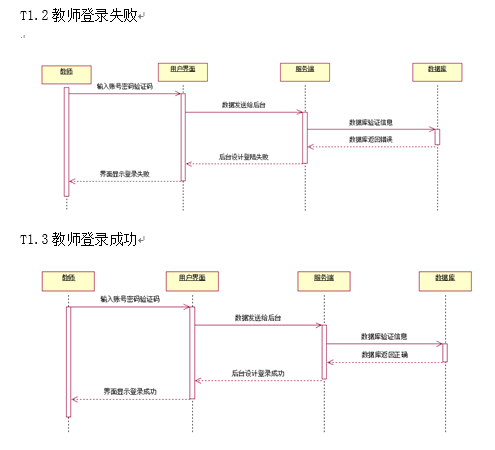 T1.2 教师登录失败
教师 用户界面 服务端 数据库
输入账号密码验证码
数据发送给后台
数据库验证信息
数据库返回错误
后台设计登陆失败
界面显示登录失败
T1.3 教师登录成功
教师 用户界面 服务端 数据库
输入账号密码验证码
数据发送给后台
数据库验证信息
数据库返回正确
后台设计登录成功
界面显示登录成功